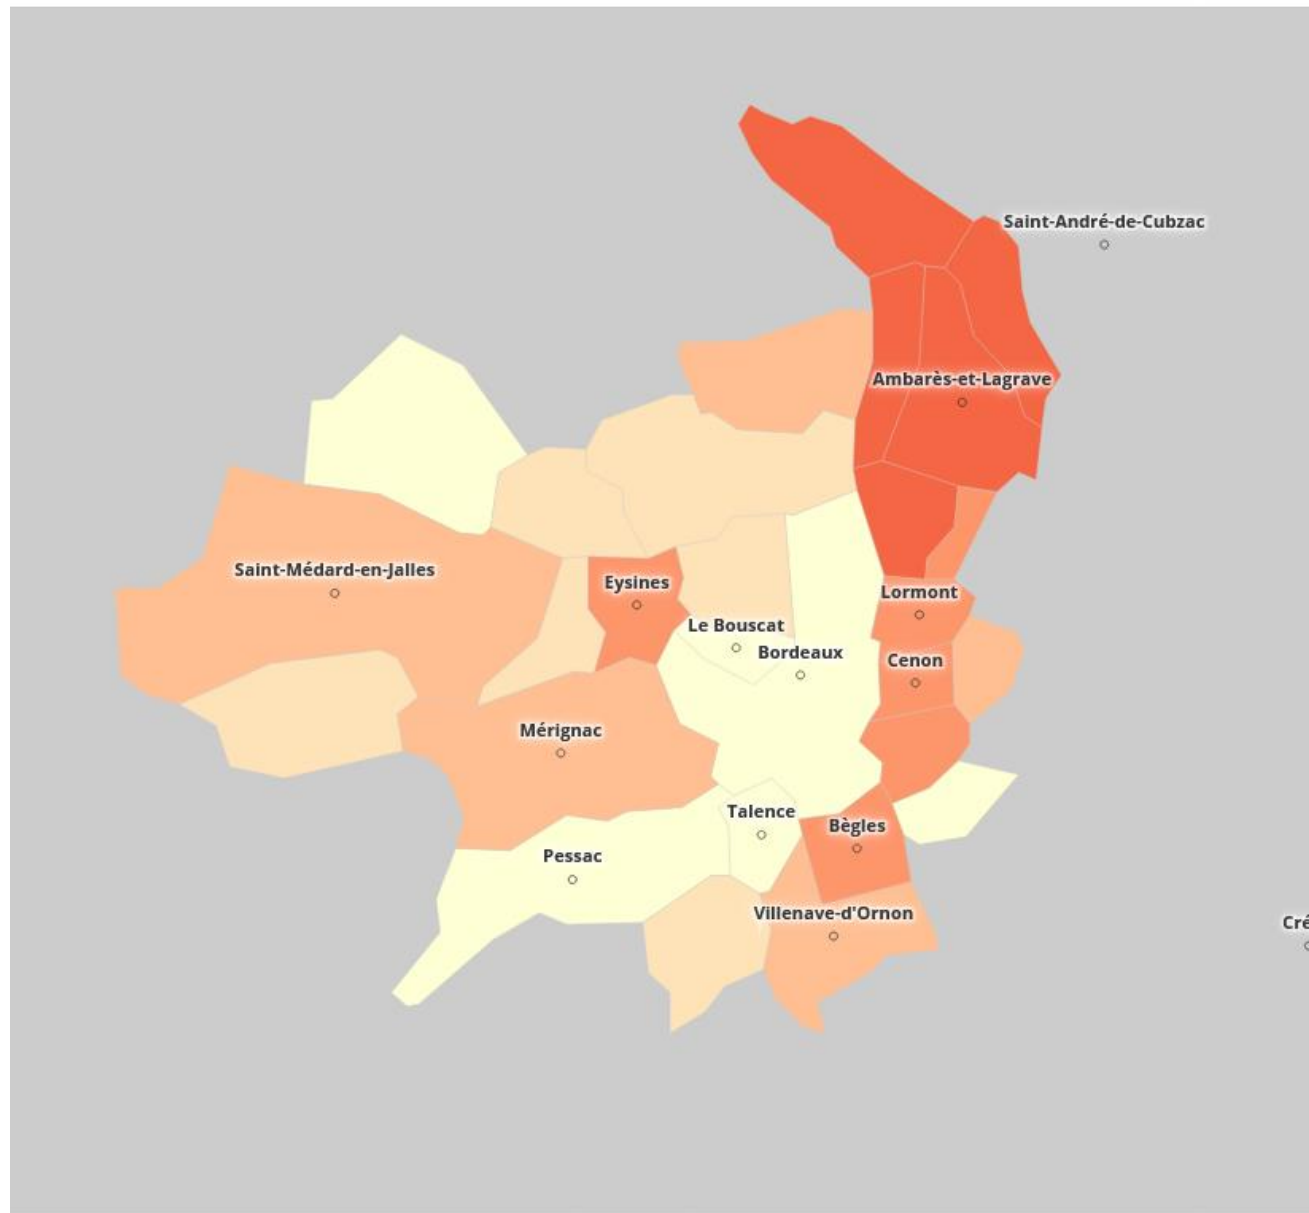 Saint-André-de-Cubzac
Ambarès-et-Lagrave
Saint-Médard-en-Jalles
Eysines
Lormont
Le Bouscat
Bordeaux
Cenon
Mérignac
Talence
Bègles
Pessac
Villenave-d'Ornon
Cré